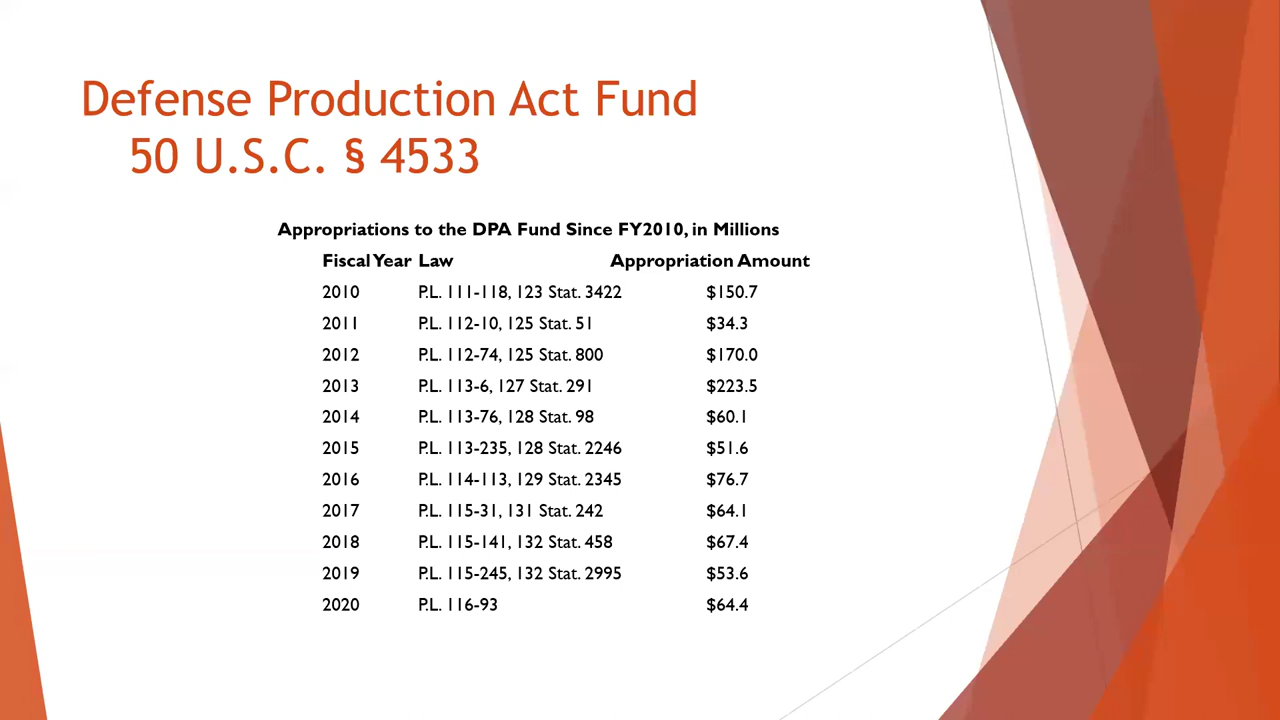 Defense Production Act Fund
50 U.S.C. § 4533
Appropriations to the DPA Fund Since FY2010, in Millions
Fiscal Year Law Appropriation Amount
2010 P.L. 111-118, 123 Stat. 3422 $150.7
2011 P.L. 112-10, 125 Stat. 51 $34.3
2012 P.L. 112-74, 125 Stat. 800 $170.0
2013 P.L. 113-6, 127 Stat. 291 $223.5
2014 P.L. 113-76, 128 Stat. 98 $60.1
2015 P.L. 113-235, 128 Stat. 2246 $51.6
2016 P.L. 114-113, 129 Stat. 2345 $76.7
2017 P.L. 115-31, 131 Stat. 242 $64.1
2018 P.L. 115-141, 132 Stat. 458 $67.4
2019 P.L. 115-245, 132 Stat. 2995 $53.6
2020 P.L. 116-93 $64.4